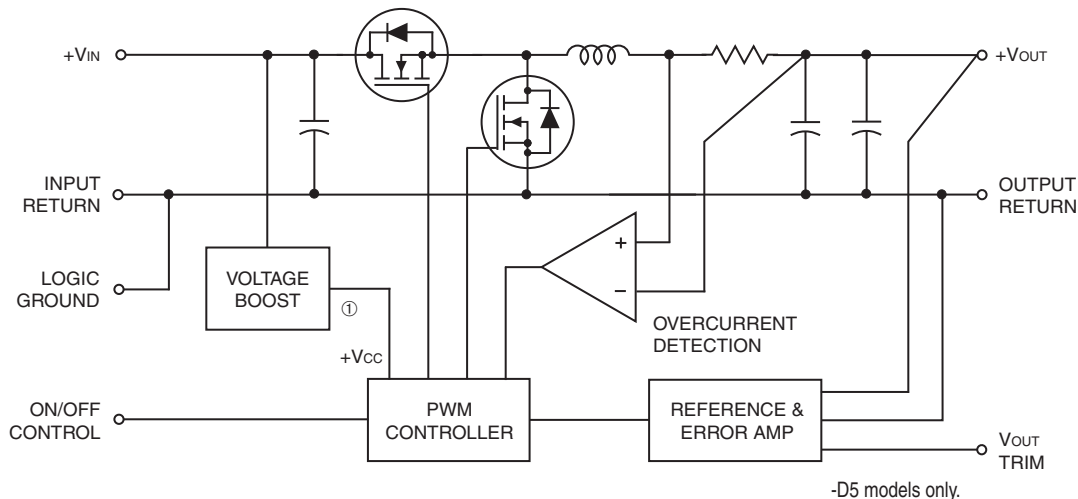 +VIN
+VOUT
INPUT
RETURN
OUTPUT
RETURN
LOGIC
GROUND
VOLTAGE
BOOST
①
+
−
OVERCURRENT
DETECTION
+VCC
ON/OFF
CONTROL
PWM
CONTROLLER
REFERENCE &
ERROR AMP
VOUT
TRIM
-D5 models only.